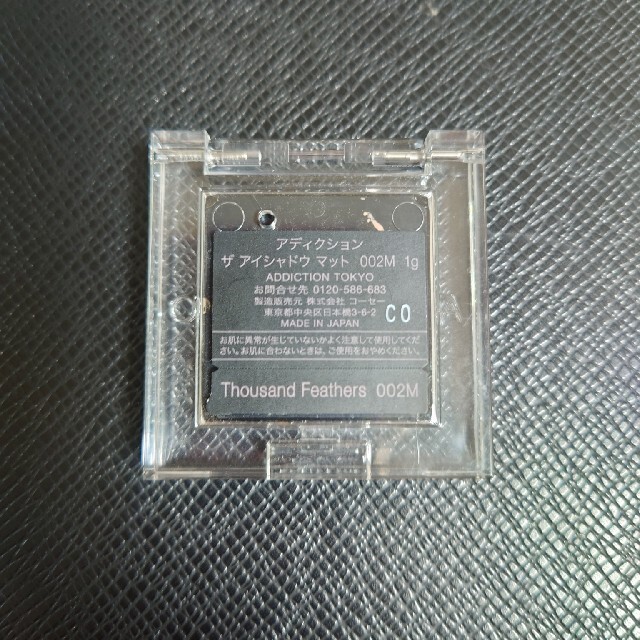 アディクション
ザ アイシャドウ マット 002M 1g
ADDICTION TOKYO
お問合せ先 0120-586-683
製造販売元 株式会社 コーセー
東京都中央区日本橋3-6-2 CO
MADE IN JAPAN
お肌に異常が生じていないかよく注意して使用してくだ
さい。お肌に合わないときは、ご使用をおやめください。
Thousand Feathers 002M